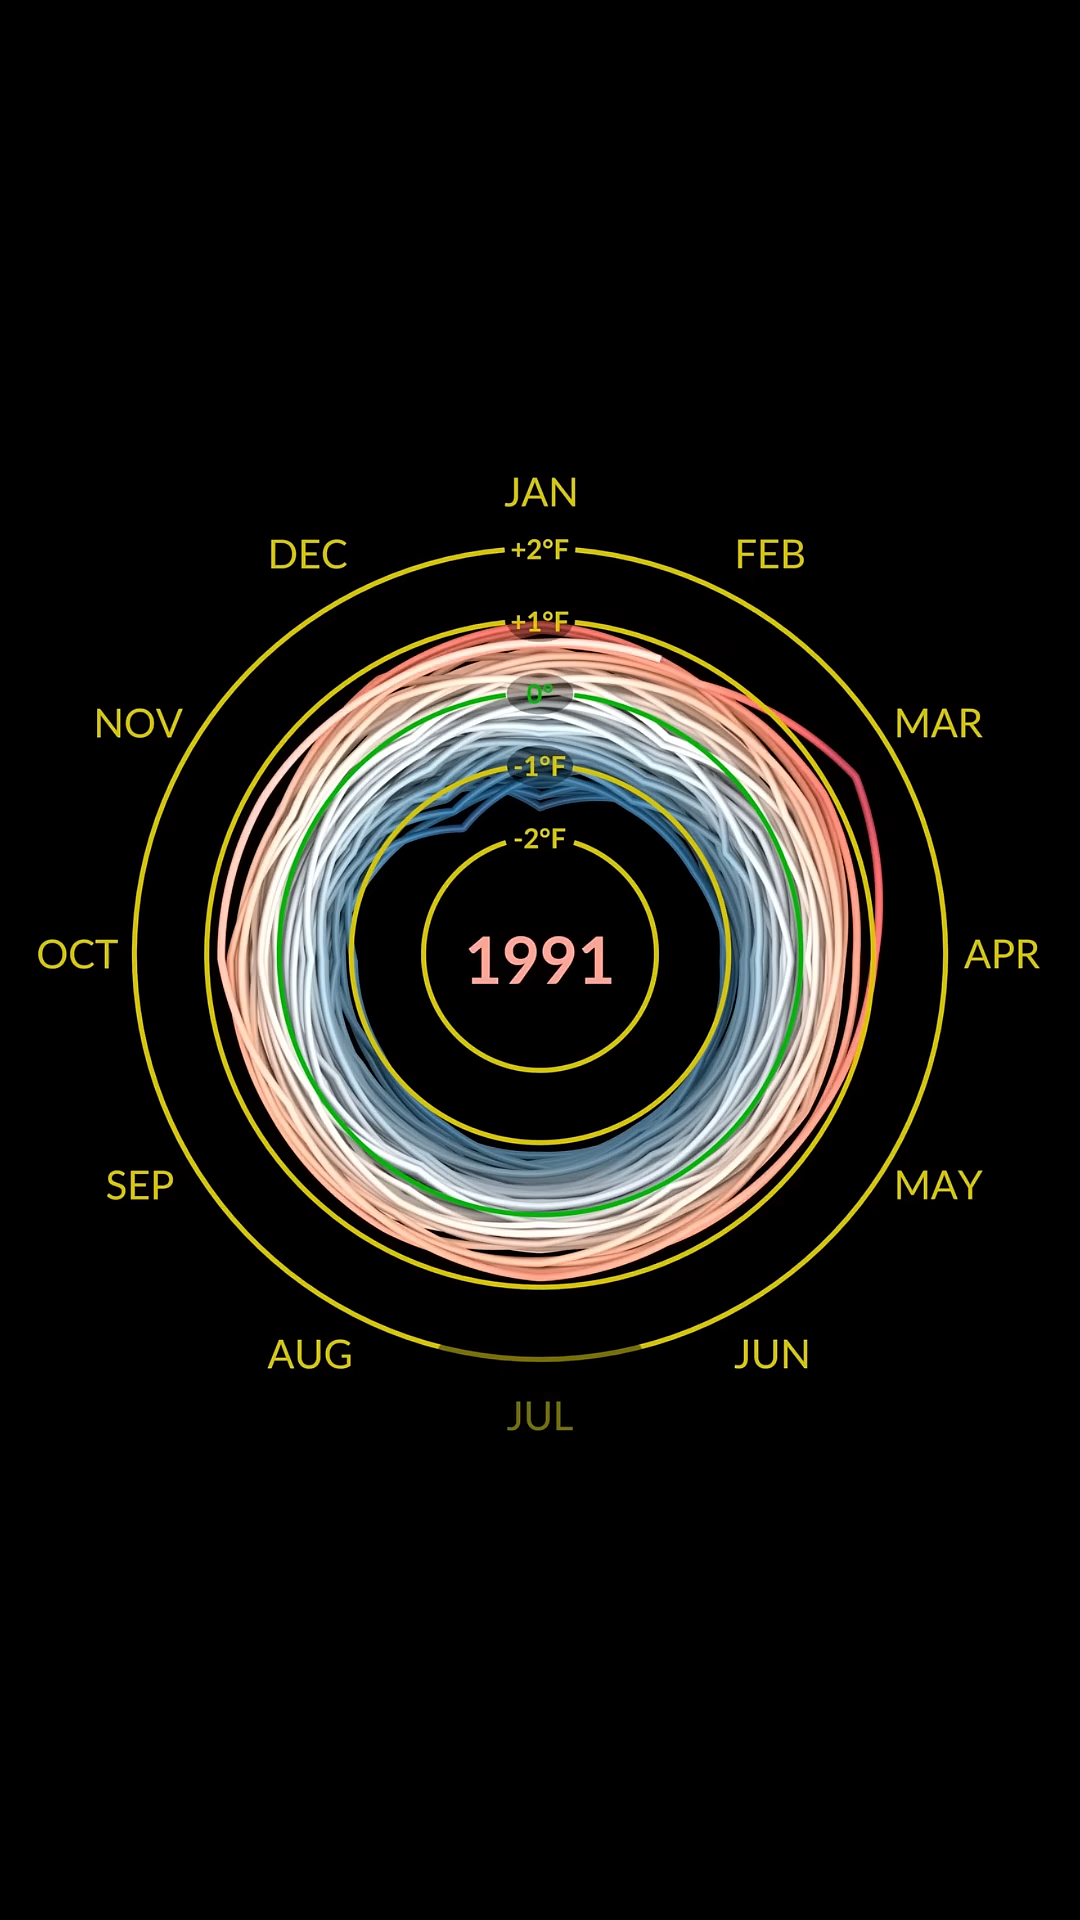 JAN
DEC
+2°F
FEB
+1°F
0°
NOV
MAR
-1°F
-2°F
OCT
1991
APR
SEP
MAY
AUG
JUN
JUL